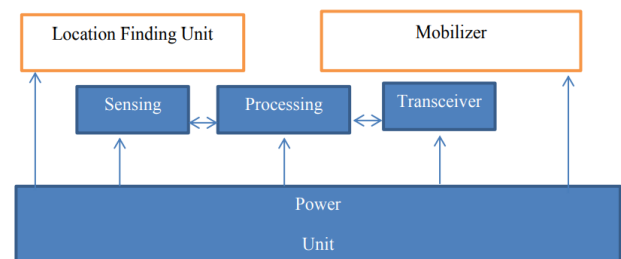 Location Finding Unit
Mobilizer
Sensing
Processing
Transceiver
Power
Unit